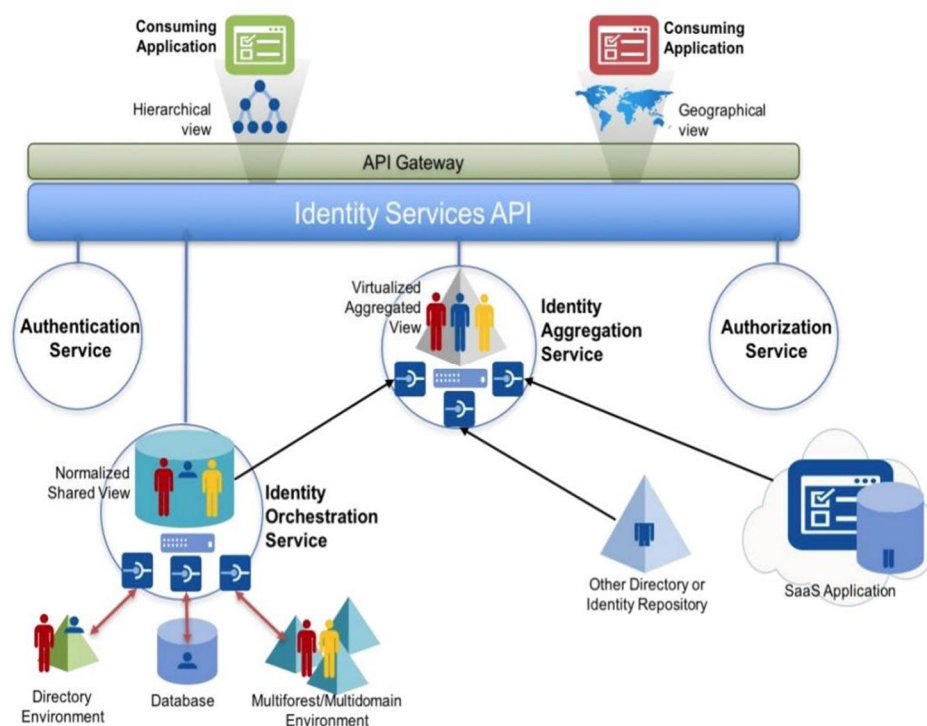 Consuming
Application
Consuming
Application
Hierarchical
view
Geographical
view
API Gateway
Identity Services API
Authentication
Service
Virtualized
Aggregated
View
Identity
Aggregation
Service
Authorization
Service
Normalized
Shared View
Identity
Orchestration
Service
Other Directory or
Identity Repository
SaaS Application
Directory
Environment
Database
Multiforest/Multidomain
Environment